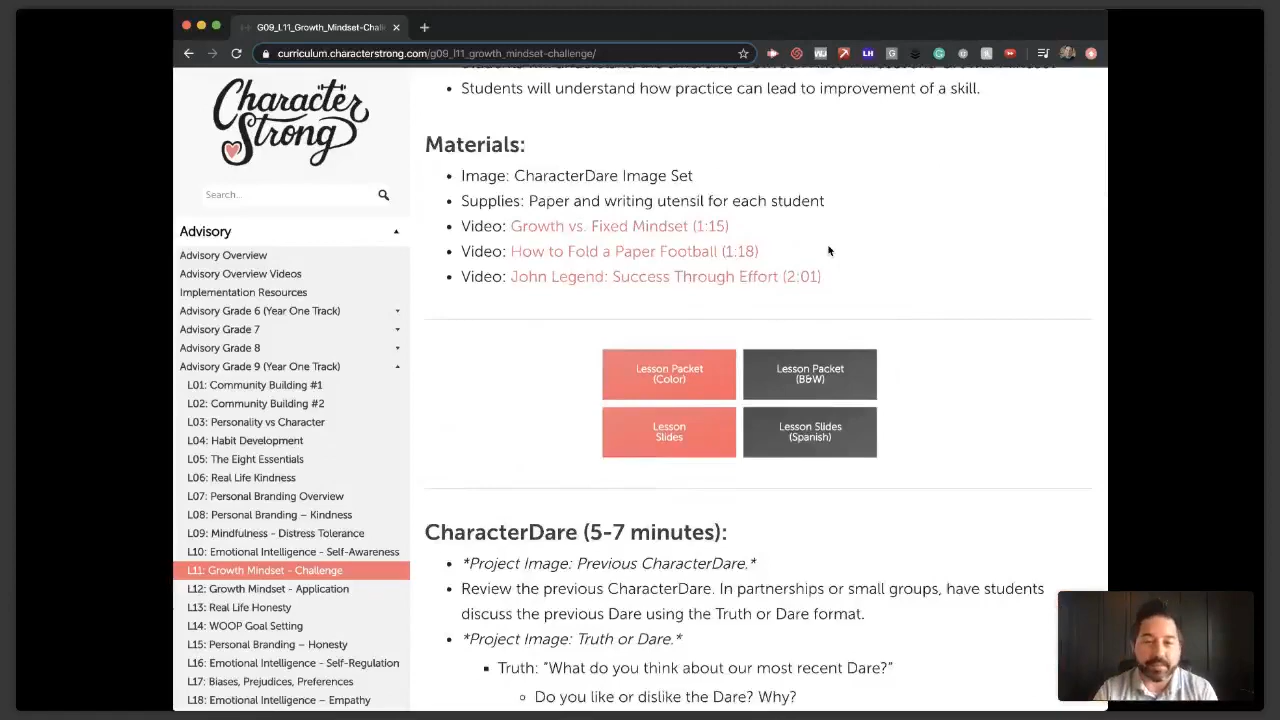 G09_L11_Growth_Mindset-Chall
curriculum.characterstrong.com/g09_l11_growth_mindset-challenge/
Character
Strong
Search...
Advisory
Advisory Overview
Advisory Overview Videos
Implementation Resources
Advisory Grade 6 (Year One Track)
Advisory Grade 7
Advisory Grade 8
Advisory Grade 9 (Year One Track)
L01: Community Building #1
L02: Community Building #2
L03: Personality vs Character
L04: Habit Development
L05: The Eight Essentials
L06: Real Life Kindness
L07: Personal Branding Overview
L08: Personal Branding – Kindness
L09: Mindfulness - Distress Tolerance
L10: Emotional Intelligence - Self-Awareness
L11: Growth Mindset - Challenge
L12: Growth Mindset - Application
L13: Real Life Honesty
L14: WOOP Goal Setting
L15: Personal Branding – Honesty
L16: Emotional Intelligence - Self-Regulation
L17: Biases, Prejudices, Preferences
L18: Emotional Intelligence – Empathy
• Students will understand how practice can lead to improvement of a skill.
Materials:
• Image: CharacterDare Image Set
• Supplies: Paper and writing utensil for each student
• Video: Growth vs. Fixed Mindset (1:15)
• Video: How to Fold a Paper Football (1:18)
• Video: John Legend: Success Through Effort (2:01)
Lesson Packet
(Color)
Lesson Packet
(B&W)
Lesson
Slides
Lesson Slides
(Spanish)
CharacterDare (5-7 minutes):
• *Project Image: Previous CharacterDare.*
• Review the previous CharacterDare. In partnerships or small groups, have students
discuss the previous Dare using the Truth or Dare format.
• *Project Image: Truth or Dare.*
▪ Truth: "What do you think about our most recent Dare?"
◦ Do you like or dislike the Dare? Why?